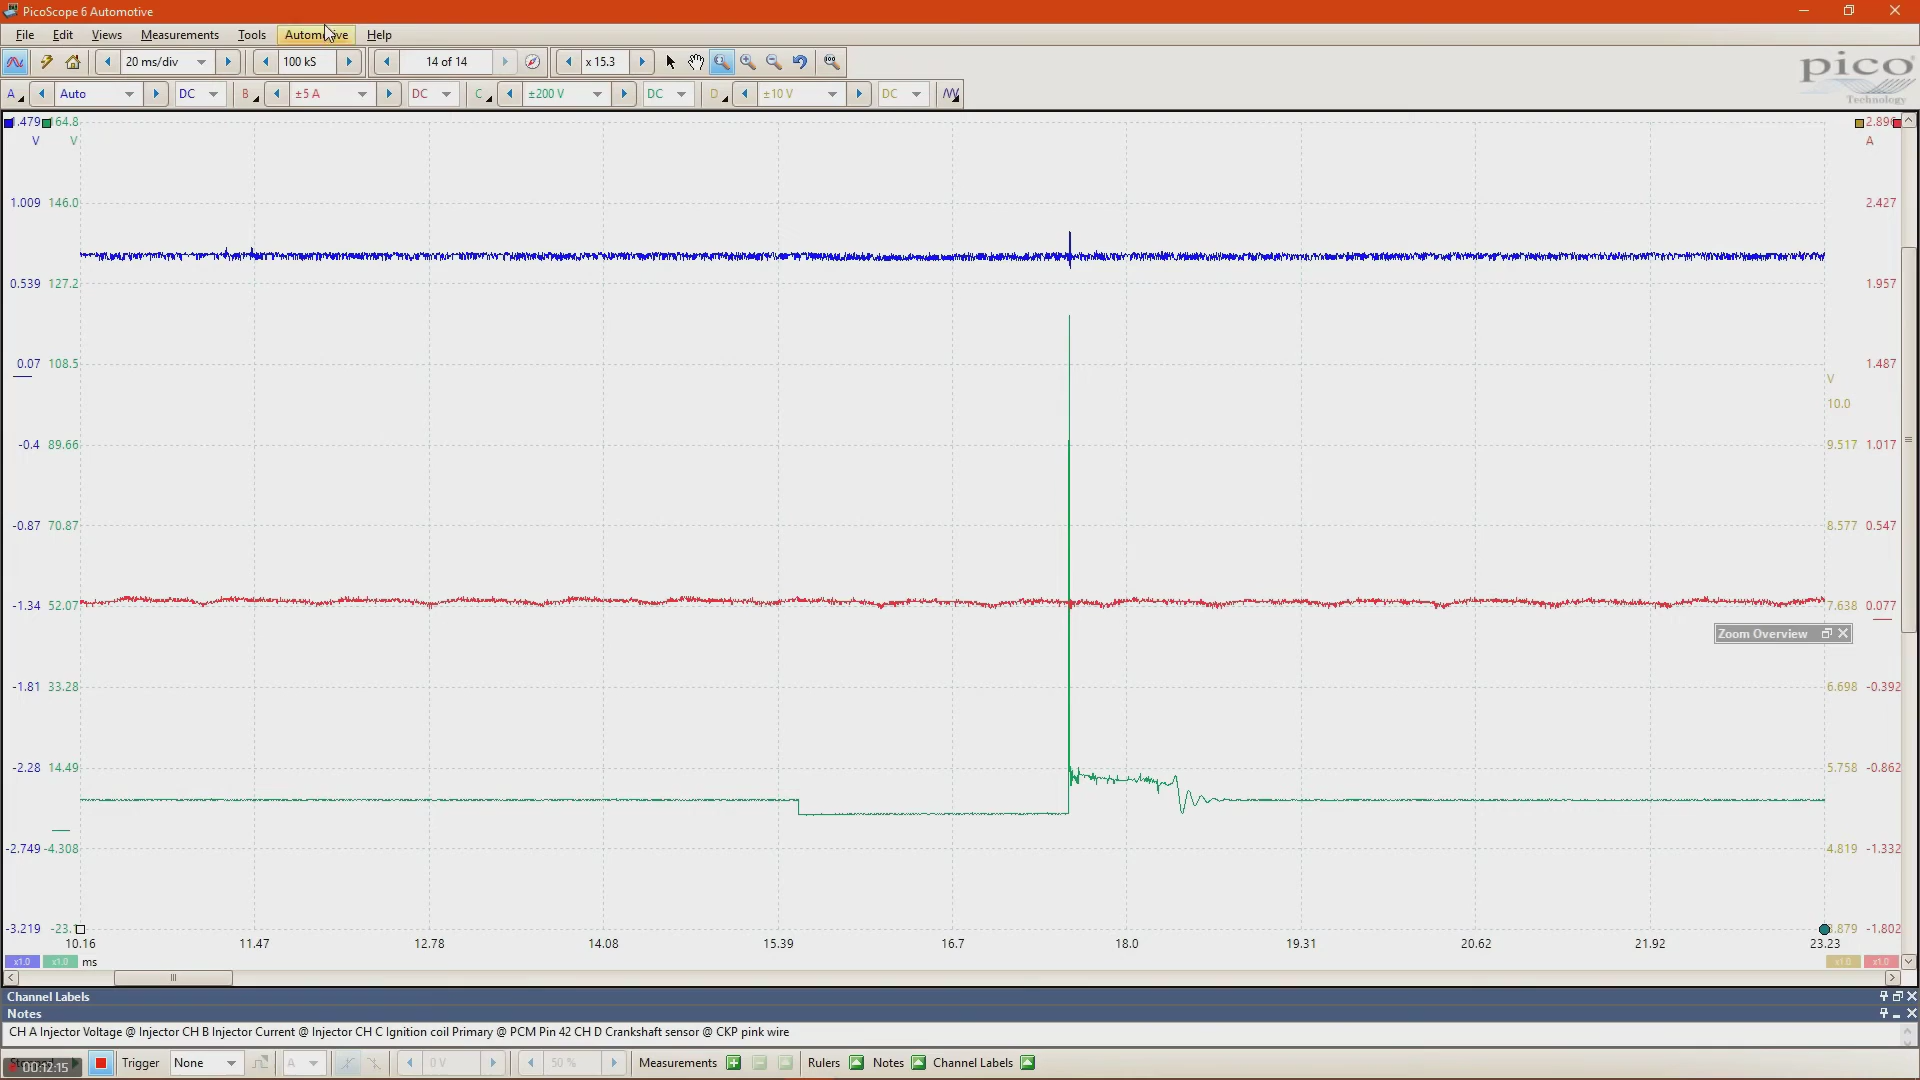 PicoScope 6 Automotive
File Edit Views Measurements Tools Automotive Help
20 ms/div 100 kS 14 of 14 x 15.3
A Auto DC B ±5 A DC C ±200 V DC D ±10 V DC
pico
Technology
1.479 164.8 2.896
V V A
1.009 146.0 2.427
0.539 127.2 1.957
0.07 108.5 1.487
V
10.0
-0.4 89.66 9.517 1.017
-0.87 70.87 8.577 0.547
-1.34 52.07 7.638 0.077
Zoom Overview
-1.81 33.28 6.698 -0.392
-2.28 14.49 5.758 -0.862
-2.749 -4.308 4.819 -1.332
-3.219 -23. .879 -1.802
10.16 11.47 12.78 14.08 15.39 16.7 18.0 19.31 20.62 21.92 23.23
x1.0 x1.0 ms x1.0 x1.0
Channel Labels
Notes
CH A Injector Voltage @ Injector CH B Injector Current @ Injector CH C Ignition coil Primary @ PCM Pin 42 CH D Crankshaft sensor @ CKP pink wire
00:12:15 Trigger None A 0 V 50 % Measurements Rulers Notes Channel Labels